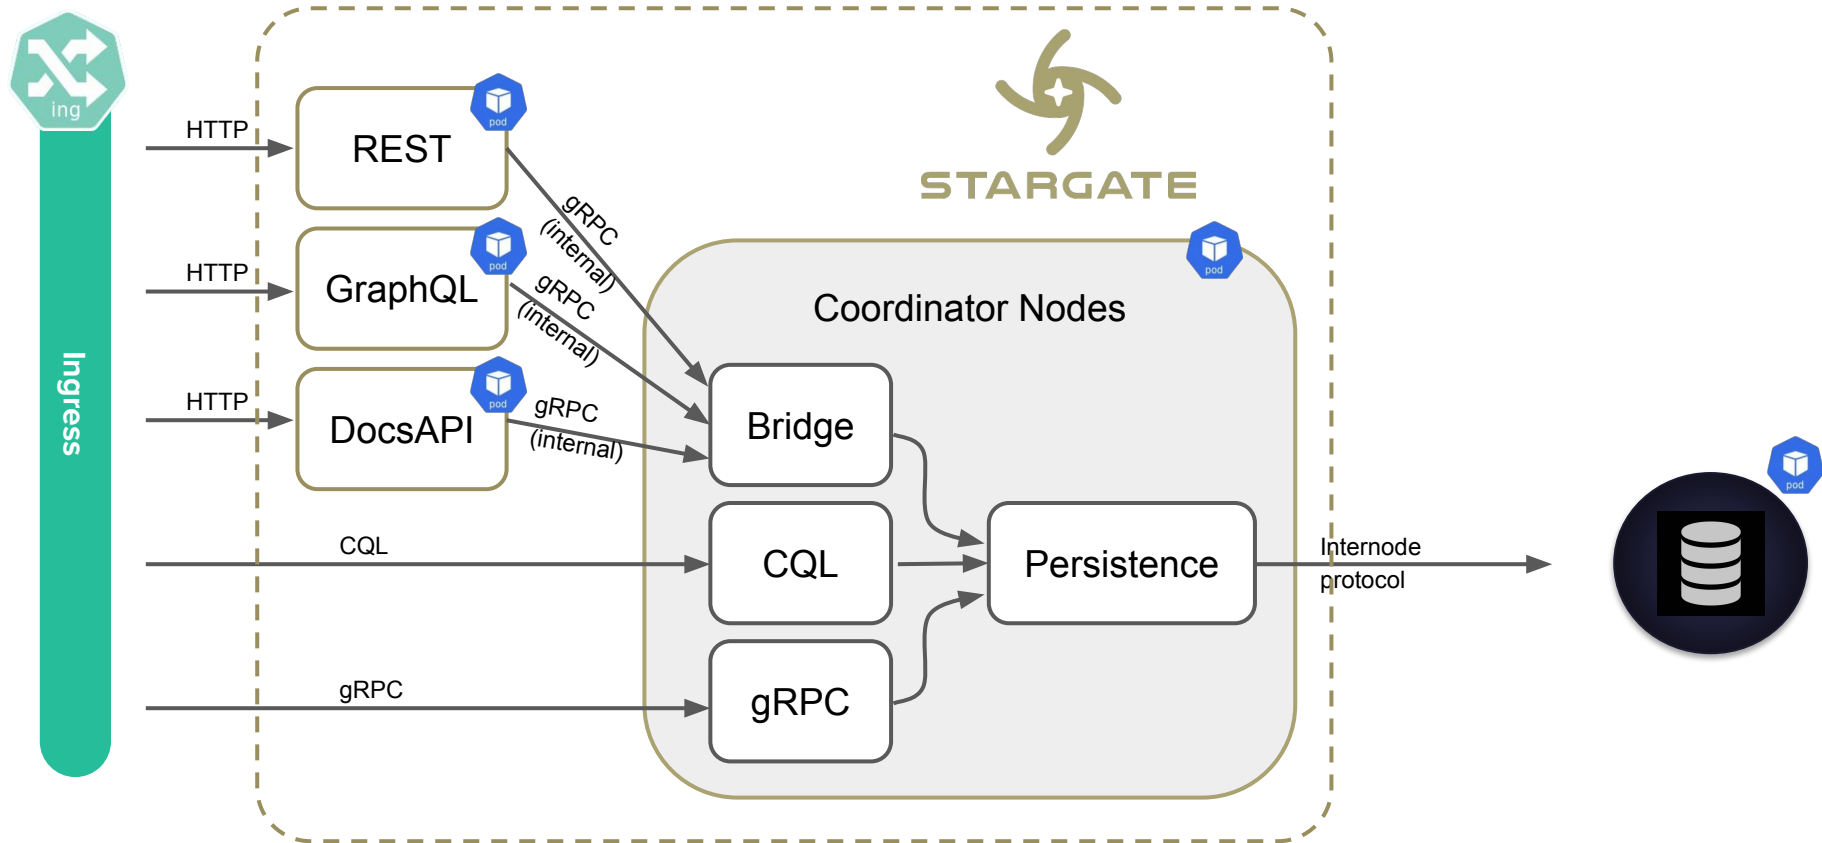 ing
Ingress
HTTP
REST
pod
gRPC
(internal)
STARGATE
HTTP
GraphQL
pod
gRPC
(internal)
HTTP
DocsAPI
pod
gRPC
(internal)
pod
Coordinator Nodes
Bridge
CQL
CQL
Persistence
Internode
protocol
pod
gRPC
gRPC